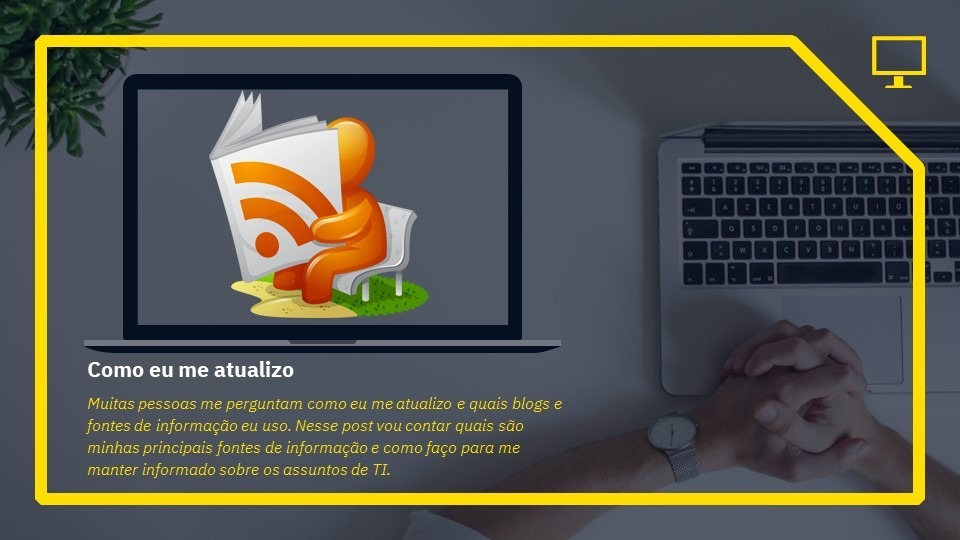 Como eu me atualizo
Muitas pessoas me perguntam como eu me atualizo e quais blogs e
fontes de informação eu uso. Nesse post vou contar quais são
minhas principais fontes de informação e como faço para me
manter informado sobre os assuntos de TI.